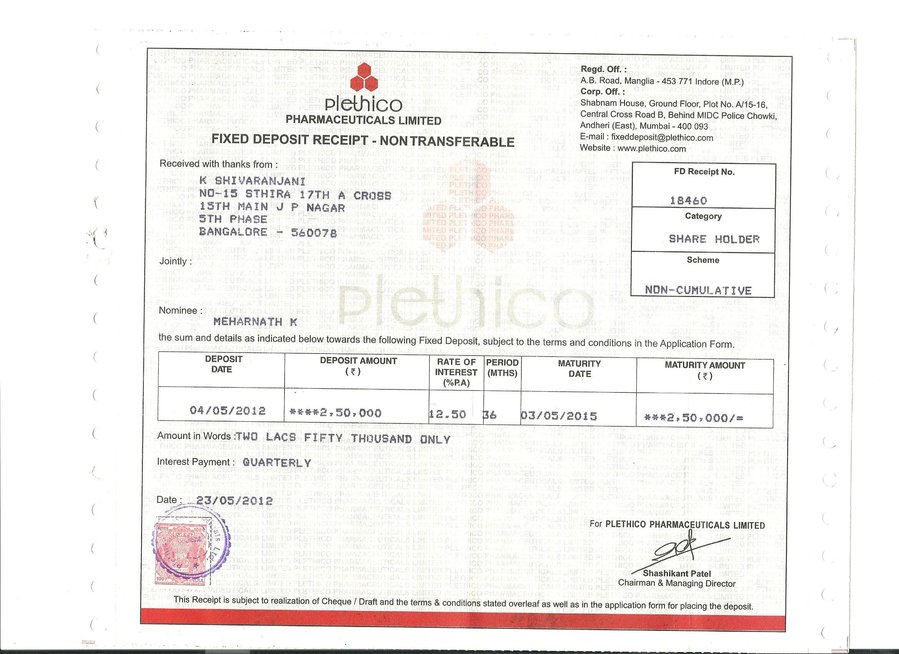 plethico
PHARMACEUTICALS LIMITED
FIXED DEPOSIT RECEIPT - NON TRANSFERABLE
Regd. Off. :
A.B. Road, Manglia - 453 771 Indore (M.P.)
Corp. Off. :
Shabnam House, Ground Floor, Plot No. A/15-16,
Central Cross Road B, Behind MIDC Police Chowki,
Andheri (East), Mumbai - 400 093
E-mail : fixeddeposit@plethico.com
Website : www.plethico.com
Received with thanks from :
K SHIVARANJANI
NO-15 STHIRA 17TH A CROSS
15TH MAIN J P NAGAR
5TH PHASE
BANGALORE - 560078
FD Receipt No.
18460
Category
SHARE HOLDER
Scheme
NON-CUMULATIVE
Jointly :
plethico
Nominee :
MEHARNATH K
the sum and details as indicated below towards the following Fixed Deposit, subject to the terms and conditions in the Application Form.
DEPOSIT DATE DEPOSIT AMOUNT (₹) RATE OF INTEREST (%P.A) PERIOD (MTHS) MATURITY DATE MATURITY AMOUNT (₹)
04/05/2012 ****2,50,000 12.50 36 03/05/2015 ***2,50,000/=
Amount in Words : TWO LACS FIFTY THOUSAND ONLY
Interest Payment : QUARTERLY
Date : 23/05/2012
For PLETHICO PHARMACEUTICALS LIMITED
Shashikant Patel
Chairman & Managing Director
This Receipt is subject to realization of Cheque / Draft and the terms & conditions stated overleaf as well as in the application form for placing the deposit.